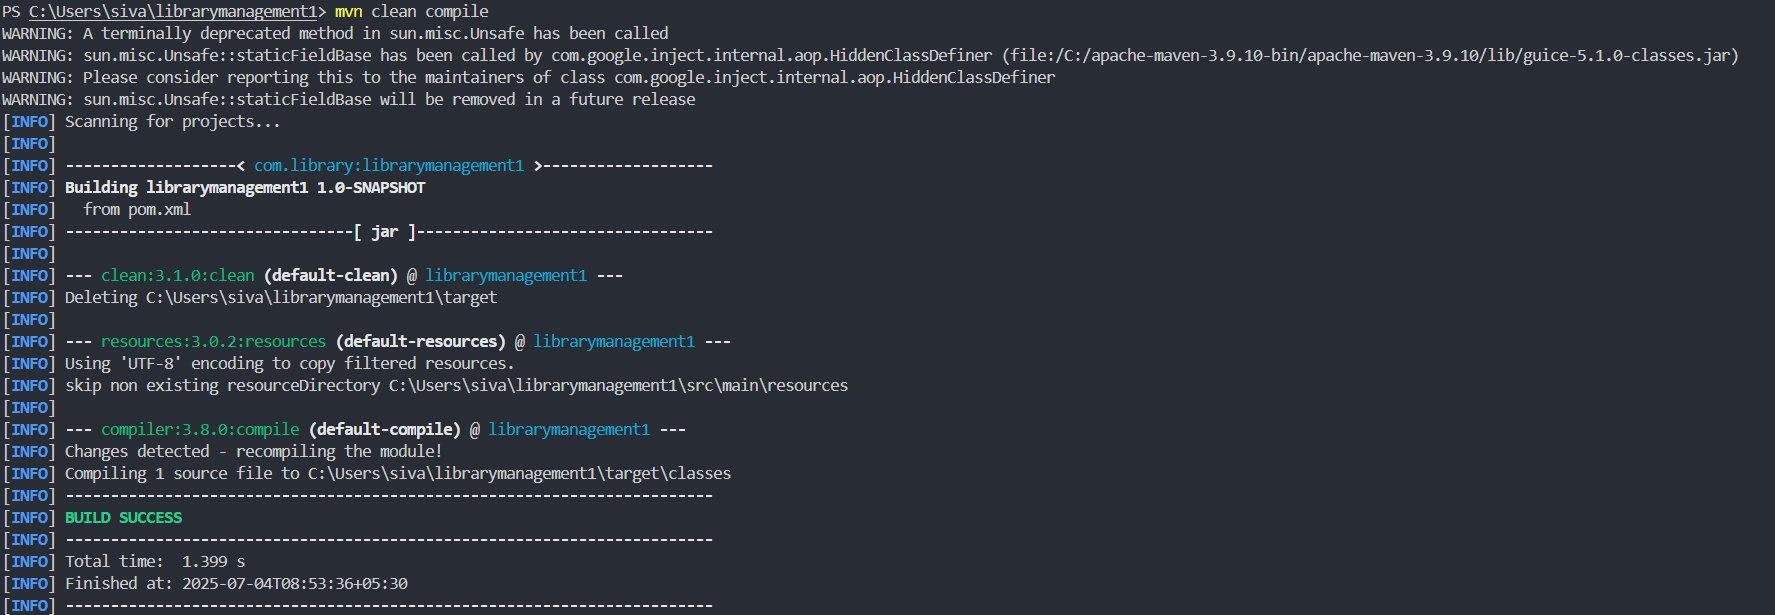 PS C:\Users\siva\librarymanagement1> mvn clean compile
WARNING: A terminally deprecated method in sun.misc.Unsafe has been called
WARNING: sun.misc.Unsafe::staticFieldBase has been called by com.google.inject.internal.aop.HiddenClassDefiner (file:/C:/apache-maven-3.9.10-bin/apache-maven-3.9.10/lib/guice-5.1.0-classes.jar)
WARNING: Please consider reporting this to the maintainers of class com.google.inject.internal.aop.HiddenClassDefiner
WARNING: sun.misc.Unsafe::staticFieldBase will be removed in a future release
[INFO] Scanning for projects...
[INFO]
[INFO] -------------------< com.library:librarymanagement1 >-------------------
[INFO] Building librarymanagement1 1.0-SNAPSHOT
[INFO]   from pom.xml
[INFO] --------------------------------[ jar ]---------------------------------
[INFO]
[INFO] --- clean:3.1.0:clean (default-clean) @ librarymanagement1 ---
[INFO] Deleting C:\Users\siva\librarymanagement1\target
[INFO]
[INFO] --- resources:3.0.2:resources (default-resources) @ librarymanagement1 ---
[INFO] Using 'UTF-8' encoding to copy filtered resources.
[INFO] skip non existing resourceDirectory C:\Users\siva\librarymanagement1\src\main\resources
[INFO]
[INFO] --- compiler:3.8.0:compile (default-compile) @ librarymanagement1 ---
[INFO] Changes detected - recompiling the module!
[INFO] Compiling 1 source file to C:\Users\siva\librarymanagement1\target\classes
[INFO] ------------------------------------------------------------------------
[INFO] BUILD SUCCESS
[INFO] ------------------------------------------------------------------------
[INFO] Total time:  1.399 s
[INFO] Finished at: 2025-07-04T08:53:36+05:30
[INFO] ------------------------------------------------------------------------